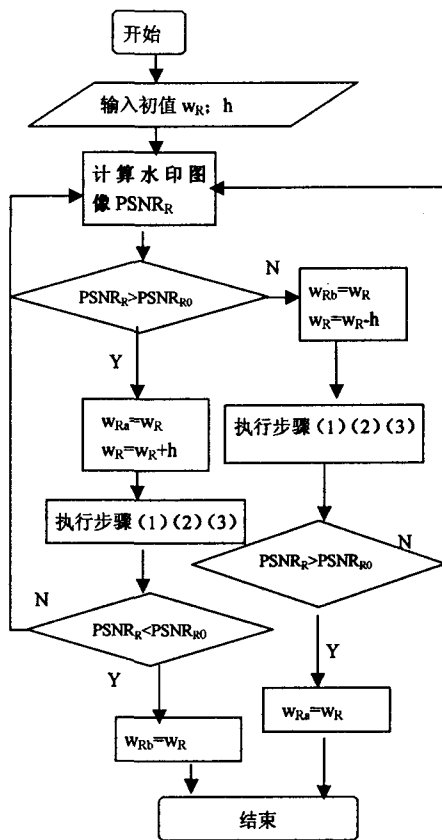 开始
输入初值 wR; h
计算水印图
像 PSNRR
PSNRR>PSNRR0
N
wRb=wR
wR=wR-h
Y
wRa=wR
wR=wR+h
执行步骤(1)(2)(3)
执行步骤(1)(2)(3)
PSNRR>PSNRR0
N
N
PSNRR<PSNRR0
Y
Y
wRa=wR
wRb=wR
结束